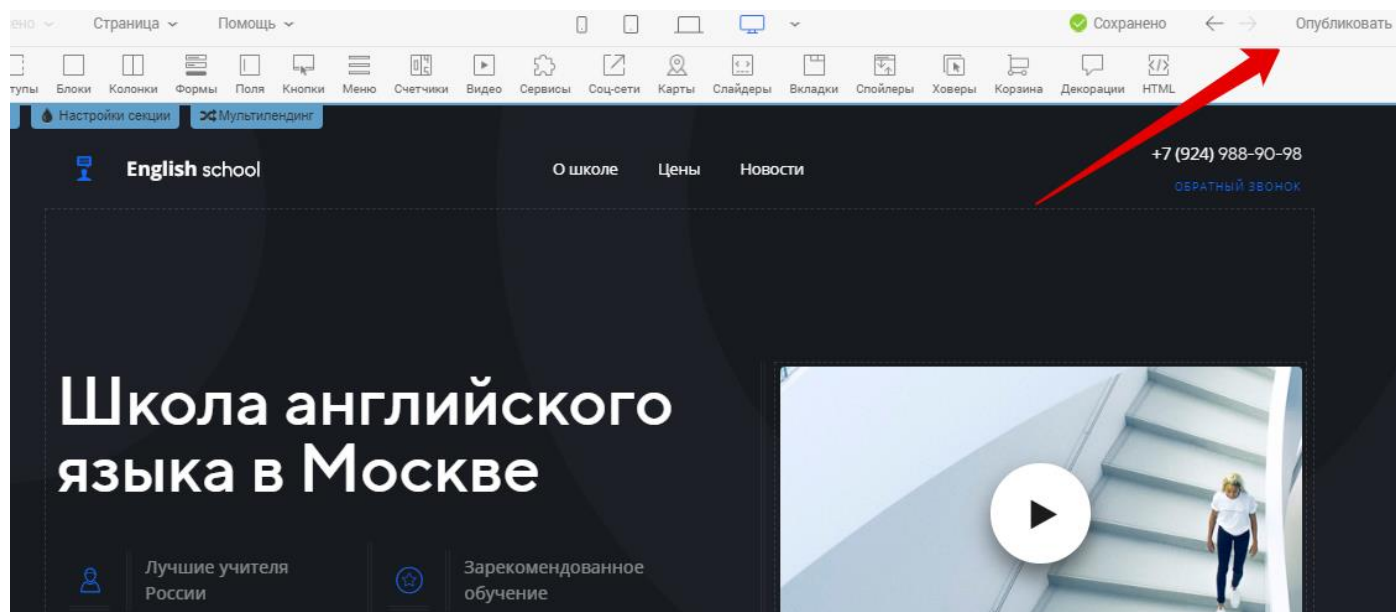 Страница Помощь Сохранено Опубликовать
Блоки Колонки Формы Поля Кнопки Меню Счетчики Видео Сервисы Соц-сети Карты Слайдеры Вкладки Спойлеры Ховеры Корзина Декорации HTML
Настройки секции Мультилендинг
English school О школе Цены Новости +7 (924) 988-90-98
ОБРАТНЫЙ ЗВОНОК
Школа английского
языка в Москве
Лучшие учителя Зарекомендованное
России обучение